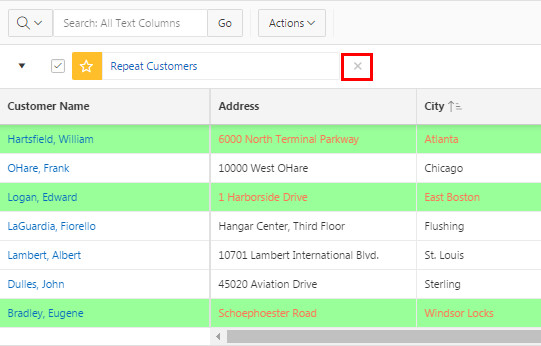 Search: All Text Columns Go Actions
Repeat Customers
Customer Name Address City
Hartsfield, William 6000 North Terminal Parkway Atlanta
OHare, Frank 10000 West OHare Chicago
Logan, Edward 1 Harborside Drive East Boston
LaGuardia, Fiorello Hangar Center, Third Floor Flushing
Lambert, Albert 10701 Lambert International Blvd. St. Louis
Dulles, John 45020 Aviation Drive Sterling
Bradley, Eugene Schoephoester Road Windsor Locks